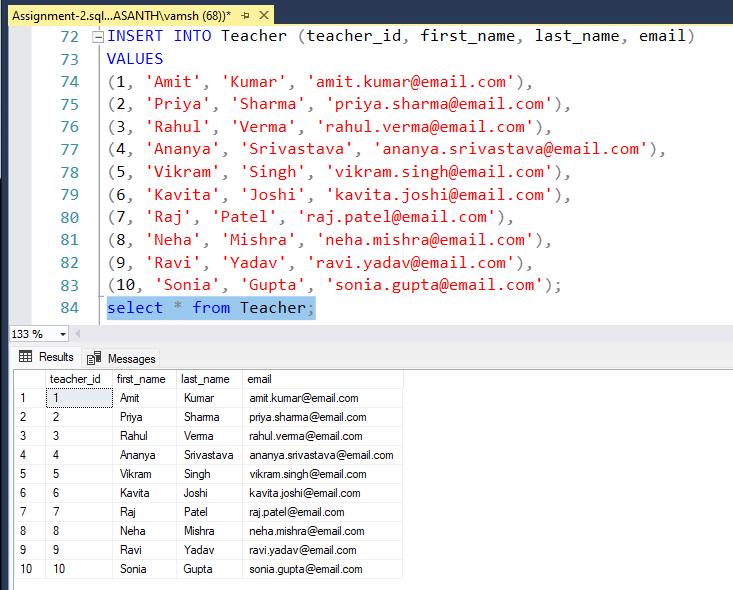 Assignment-2.sql...ASANTH\vamsh (68))*
72 INSERT INTO Teacher (teacher_id, first_name, last_name, email)
73 VALUES
74 (1, 'Amit', 'Kumar', 'amit.kumar@email.com'),
75 (2, 'Priya', 'Sharma', 'priya.sharma@email.com'),
76 (3, 'Rahul', 'Verma', 'rahul.verma@email.com'),
77 (4, 'Ananya', 'Srivastava', 'ananya.srivastava@email.com'),
78 (5, 'Vikram', 'Singh', 'vikram.singh@email.com'),
79 (6, 'Kavita', 'Joshi', 'kavita.joshi@email.com'),
80 (7, 'Raj', 'Patel', 'raj.patel@email.com'),
81 (8, 'Neha', 'Mishra', 'neha.mishra@email.com'),
82 (9, 'Ravi', 'Yadav', 'ravi.yadav@email.com'),
83 (10, 'Sonia', 'Gupta', 'sonia.gupta@email.com');
84 select * from Teacher;
133 %
Results Messages
teacher_id first_name last_name email
1 1 Amit Kumar amit.kumar@email.com
2 2 Priya Sharma priya.sharma@email.com
3 3 Rahul Verma rahul.verma@email.com
4 4 Ananya Srivastava ananya.srivastava@email.com
5 5 Vikram Singh vikram.singh@email.com
6 6 Kavita Joshi kavita.joshi@email.com
7 7 Raj Patel raj.patel@email.com
8 8 Neha Mishra neha.mishra@email.com
9 9 Ravi Yadav ravi.yadav@email.com
10 10 Sonia Gupta sonia.gupta@email.com